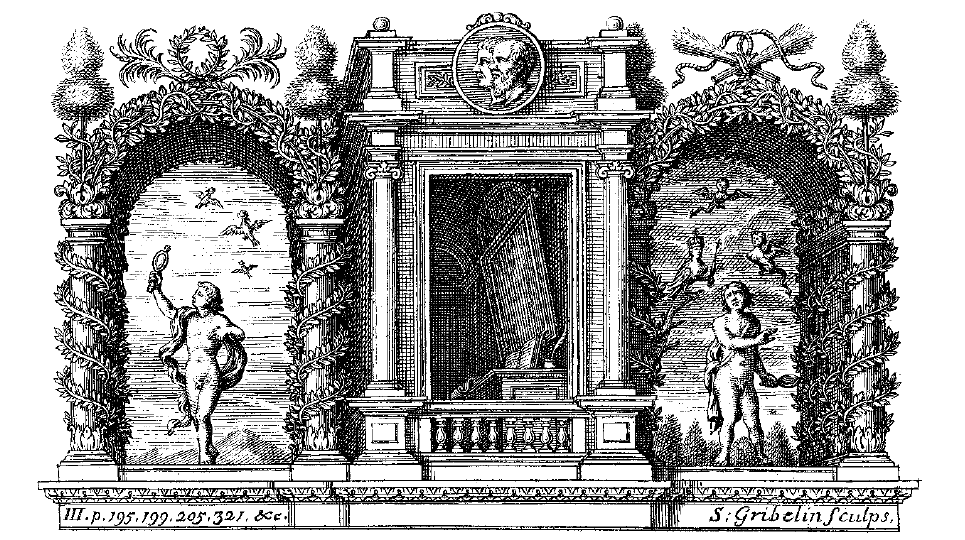 III. p. 195. 199. 205. 321. &c.
S: Gribelin sculps.